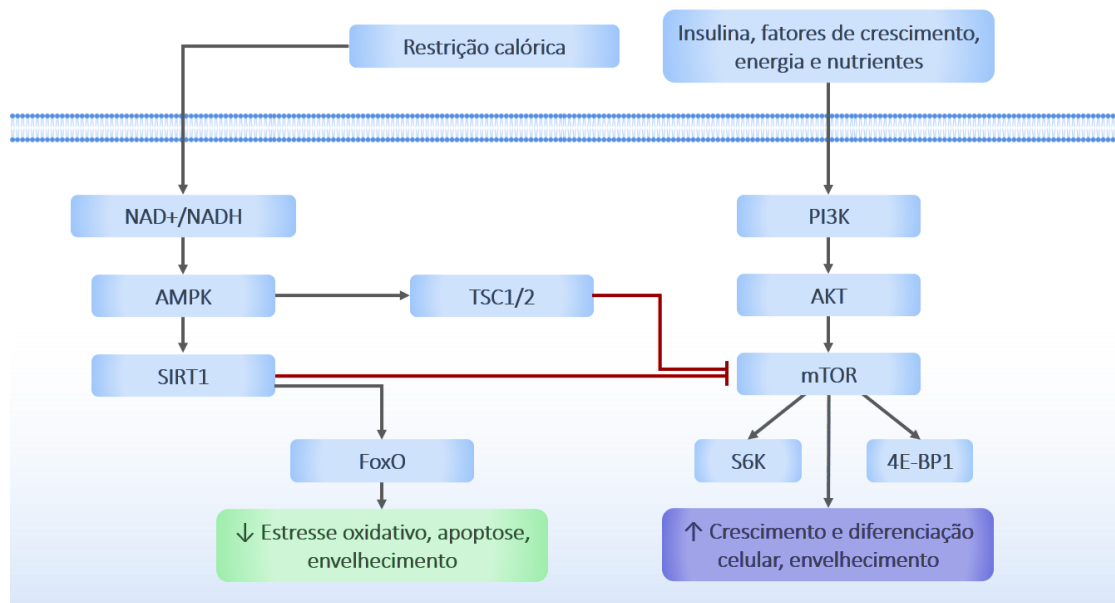 Restrição calórica
Insulina, fatores de crescimento,
energia e nutrientes
NAD+/NADH
PI3K
AMPK
TSC1/2
AKT
SIRT1
mTOR
FoxO
S6K
4E-BP1
↓ Estresse oxidativo, apoptose,
envelhecimento
↑ Crescimento e diferenciação
celular, envelhecimento